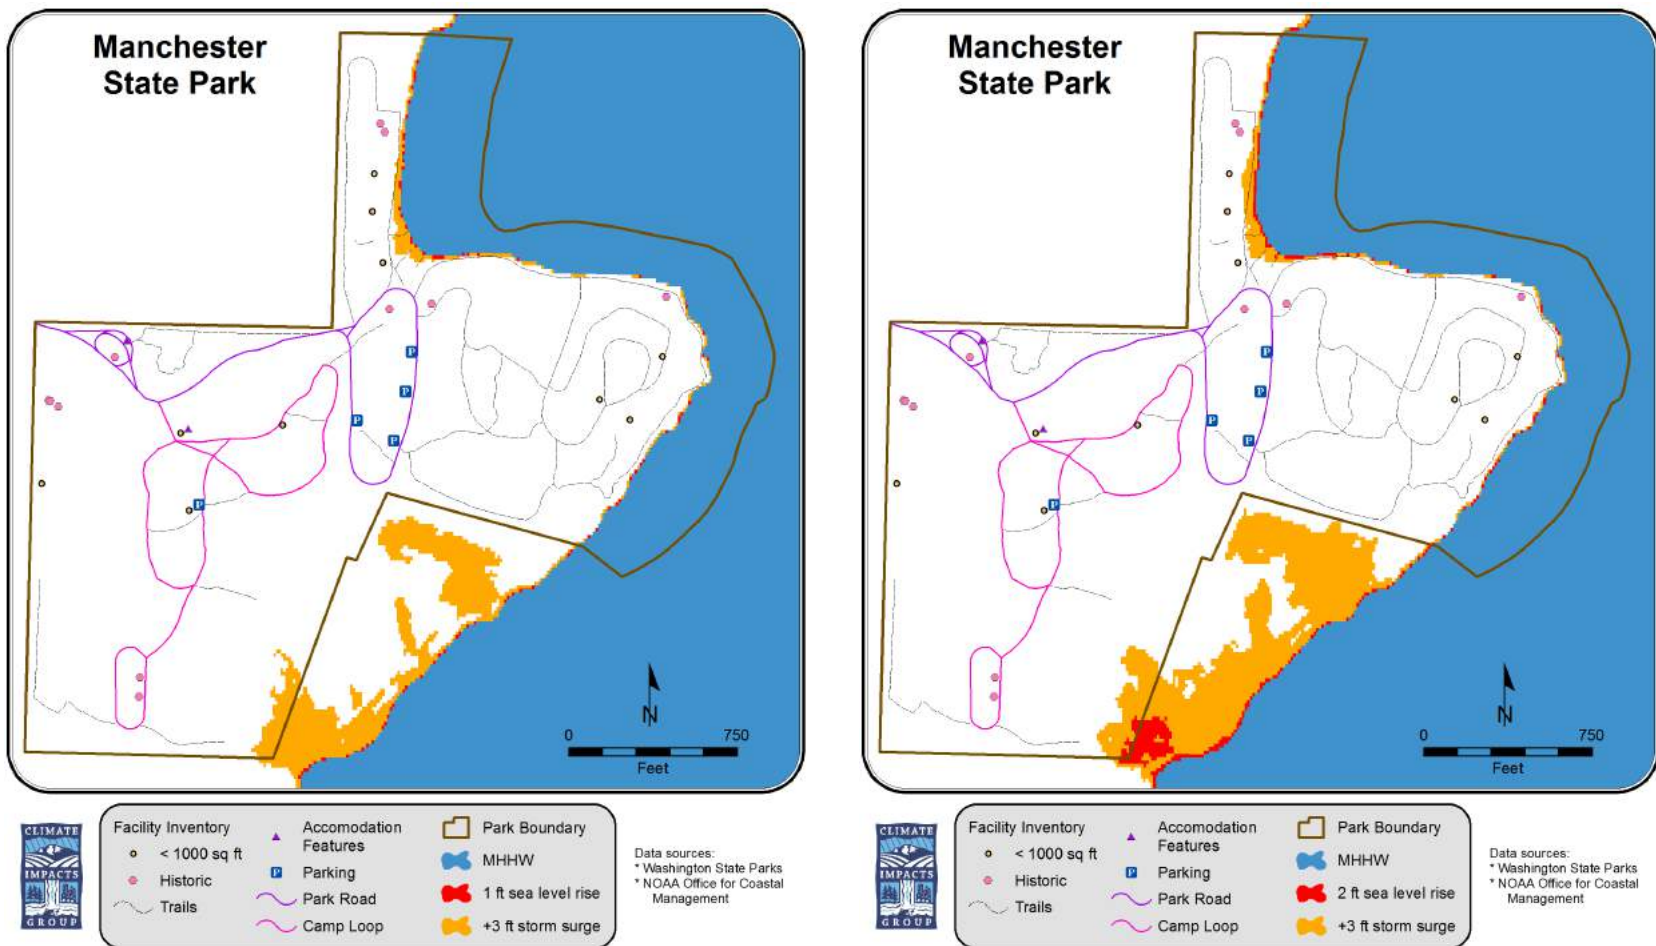 Manchester
State Park
P
P
P
P
P
N
0 750
Feet
CLIMATE
IMPACTS
GROUP
Facility Inventory
< 1000 sq ft
Historic
Trails
Accomodation
Features
P Parking
Park Road
Camp Loop
Park Boundary
MHHW
1 ft sea level rise
+3 ft storm surge
Data sources:
* Washington State Parks
* NOAA Office for Coastal
Management
Manchester
State Park
P
P
P
P
P
N
0 750
Feet
CLIMATE
IMPACTS
GROUP
Facility Inventory
< 1000 sq ft
Historic
Trails
Accomodation
Features
P Parking
Park Road
Camp Loop
Park Boundary
MHHW
2 ft sea level rise
+3 ft storm surge
Data sources:
* Washington State Parks
* NOAA Office for Coastal
Management